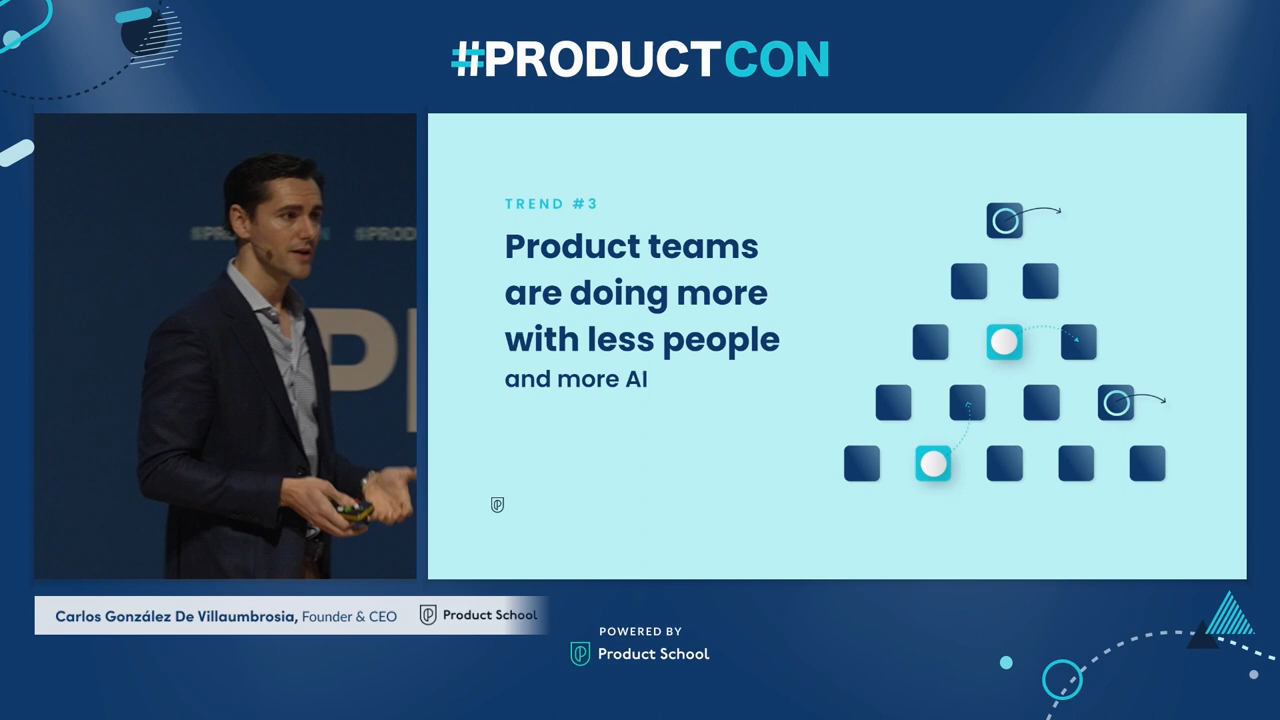 #PRODUCTCON
TREND #3
Product teams
are doing more
with less people
and more AI
Carlos González De Villaumbrosia, Founder & CEO
Product School
POWERED BY
Product School